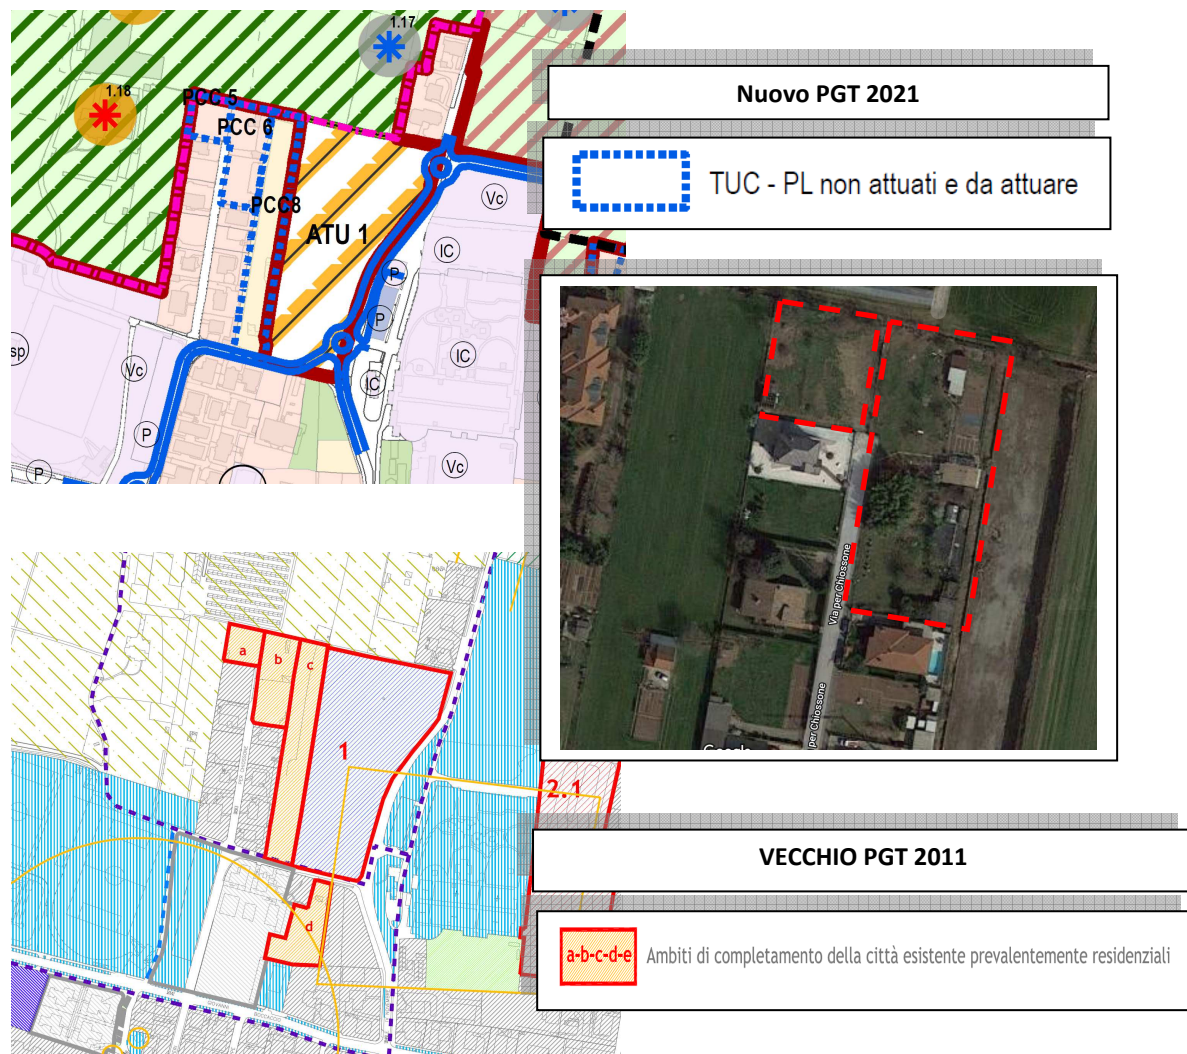 1.17
1.18
PCC 5
PCC 6
PCC8
ATU 1
Vc
IC
P
P
IC
IC
sp
Vc
P
P
Vc
Nuovo PGT 2021
TUC - PL non attuati e da attuare
Via per Chiossone
per Chiossone
Google
a
b
c
1
2.1
d
VECCHIO PGT 2011
a-b-c-d-e
Ambiti di completamento della città esistente prevalentemente residenziali